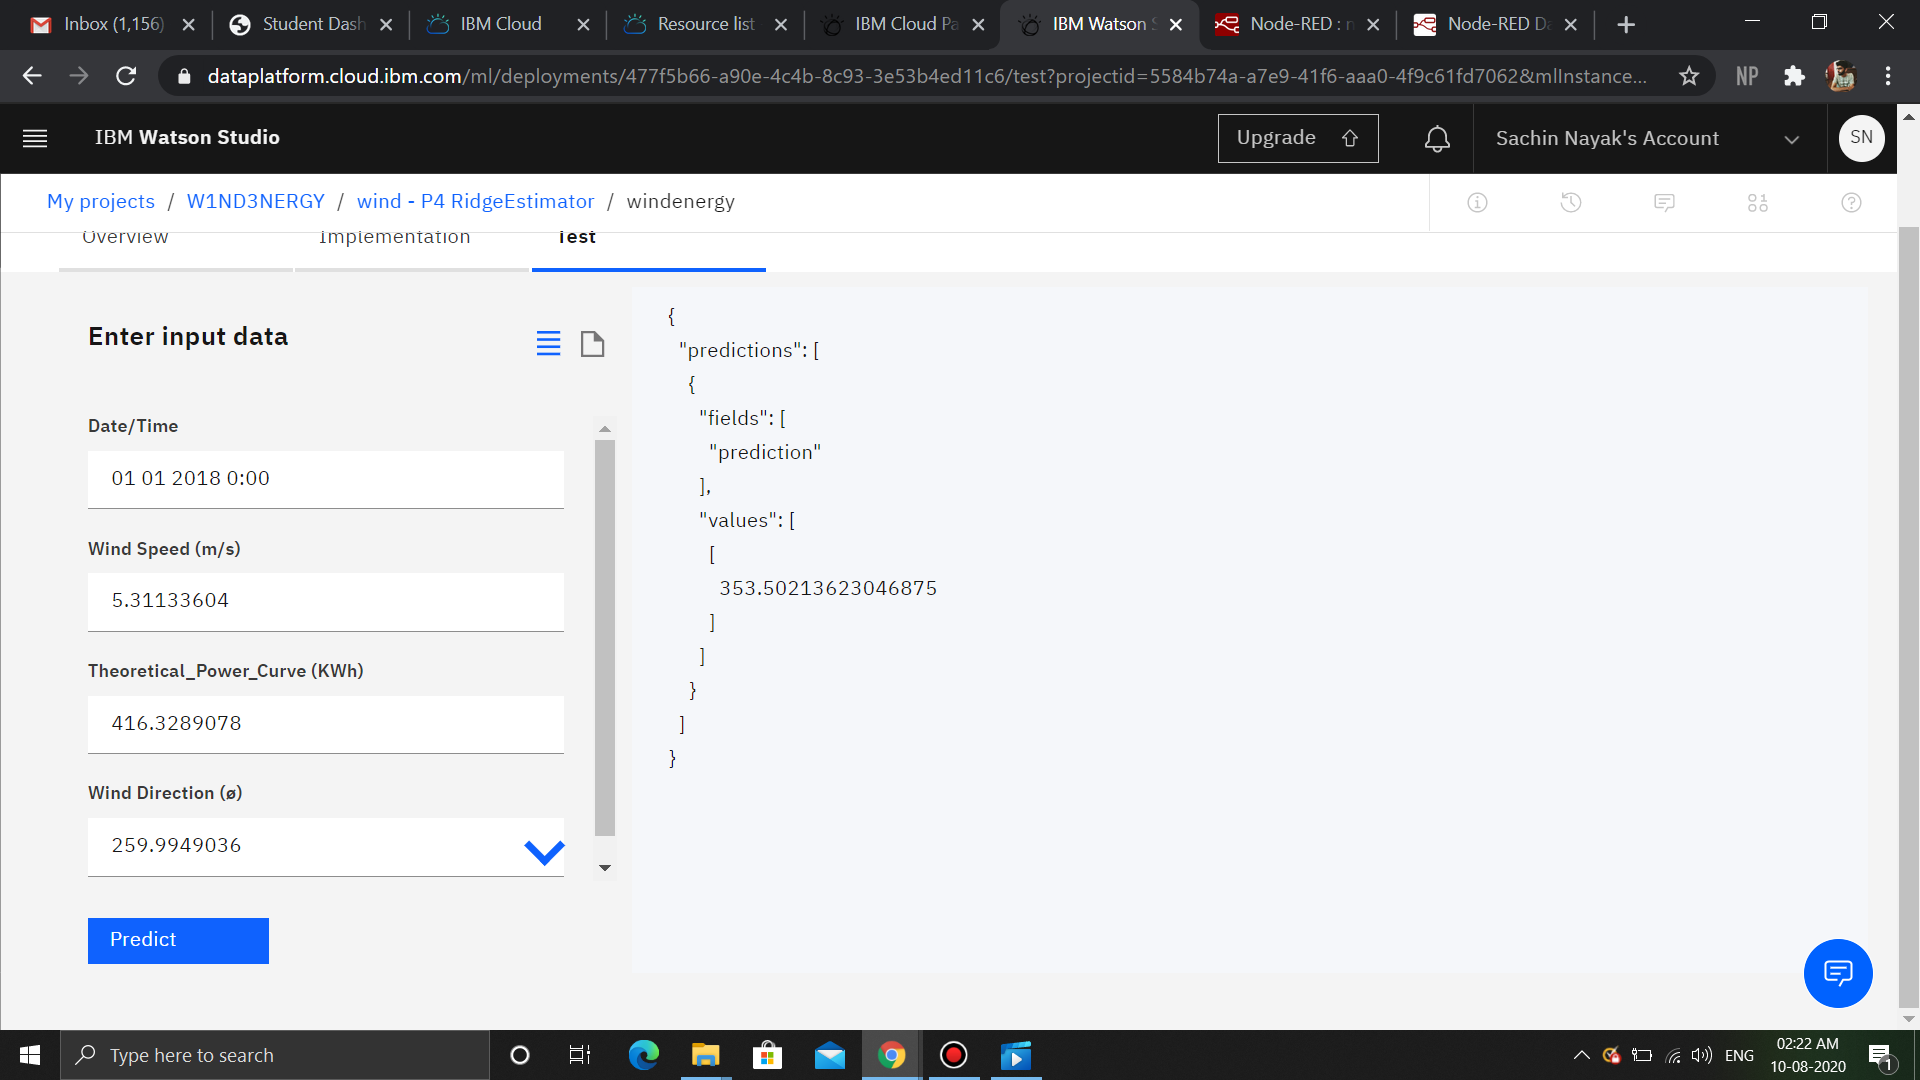 Inbox (1,156)
Student Dash
IBM Cloud
Resource list
IBM Cloud Pa
IBM Watson S
Node-RED : n
Node-RED Da
dataplatform.cloud.ibm.com/ml/deployments/477f5b66-a90e-4c4b-8c93-3e53b4ed11c6/test?projectid=5584b74a-a7e9-41f6-aaa0-4f9c61fd7062&mlInstance...
NP
IBM Watson Studio
Upgrade
Sachin Nayak's Account
SN
My projects / W1ND3NERGY / wind - P4 RidgeEstimator / windenergy
Overview
Implementation
Test
Enter input data
Date/Time
01 01 2018 0:00
Wind Speed (m/s)
5.31133604
Theoretical_Power_Curve (KWh)
416.3289078
Wind Direction (ø)
259.9949036
Predict
{
"predictions": [
{
"fields": [
"prediction"
],
"values": [
[
353.50213623046875
]
]
}
]
}
Type here to search
ENG
02:22 AM
10-08-2020
1